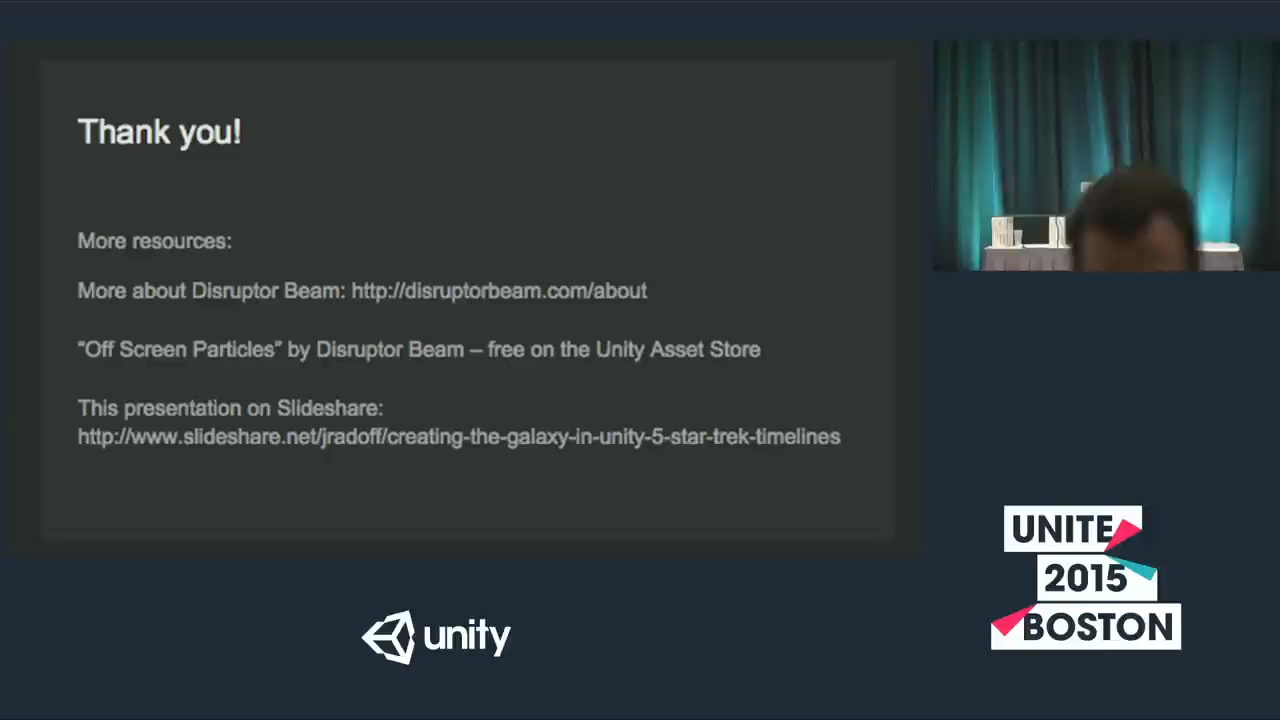 Thank you!
More resources:
More about Disruptor Beam: http://disruptorbeam.com/about
“Off Screen Particles” by Disruptor Beam – free on the Unity Asset Store
This presentation on Slideshare:
http://www.slideshare.net/jradoff/creating-the-galaxy-in-unity-5-star-trek-timelines
unity
UNITE
2015
BOSTON